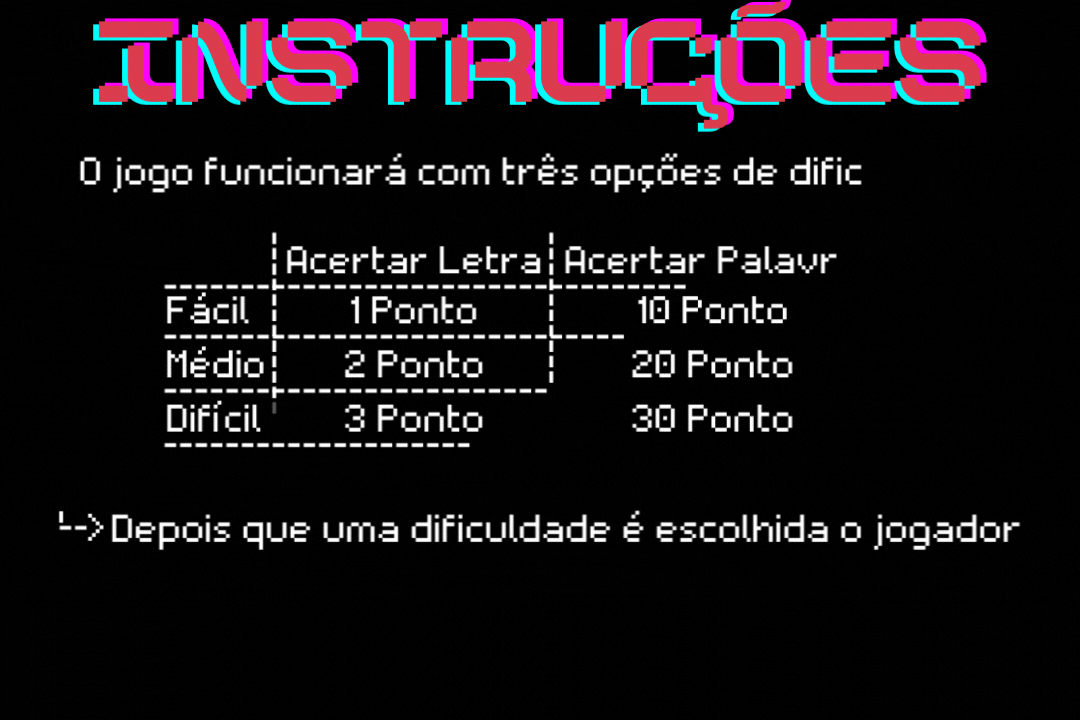 INSTRUÇÕES
O jogo funcionará com três opções de dific
Acertar Letra Acertar Palavr
Fácil 1 Ponto 10 Ponto
Médio 2 Ponto 20 Ponto
Difícil 3 Ponto 30 Ponto
└-->Depois que uma dificuldade é escolhida o jogador